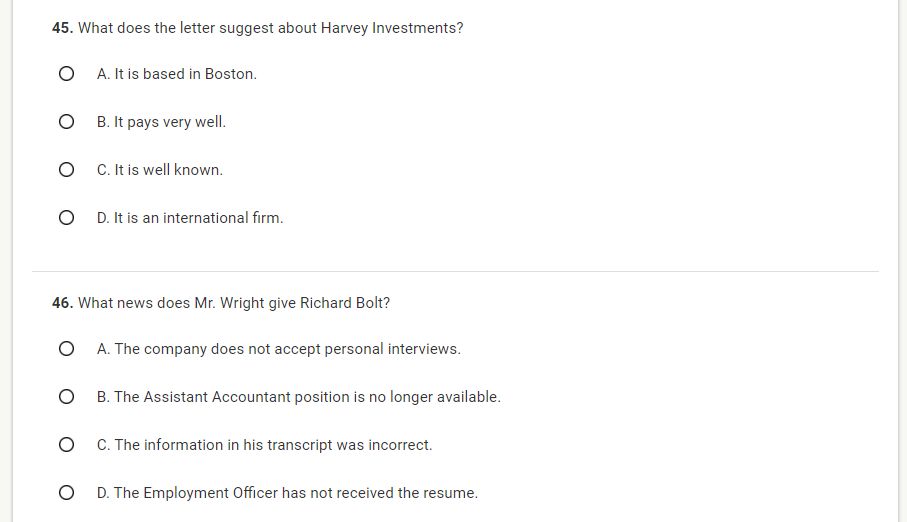 45. What does the letter suggest about Harvey Investments?
A. It is based in Boston.
B. It pays very well.
C. It is well known.
D. It is an international firm.
46. What news does Mr. Wright give Richard Bolt?
A. The company does not accept personal interviews.
B. The Assistant Accountant position is no longer available.
C. The information in his transcript was incorrect.
D. The Employment Officer has not received the resume.